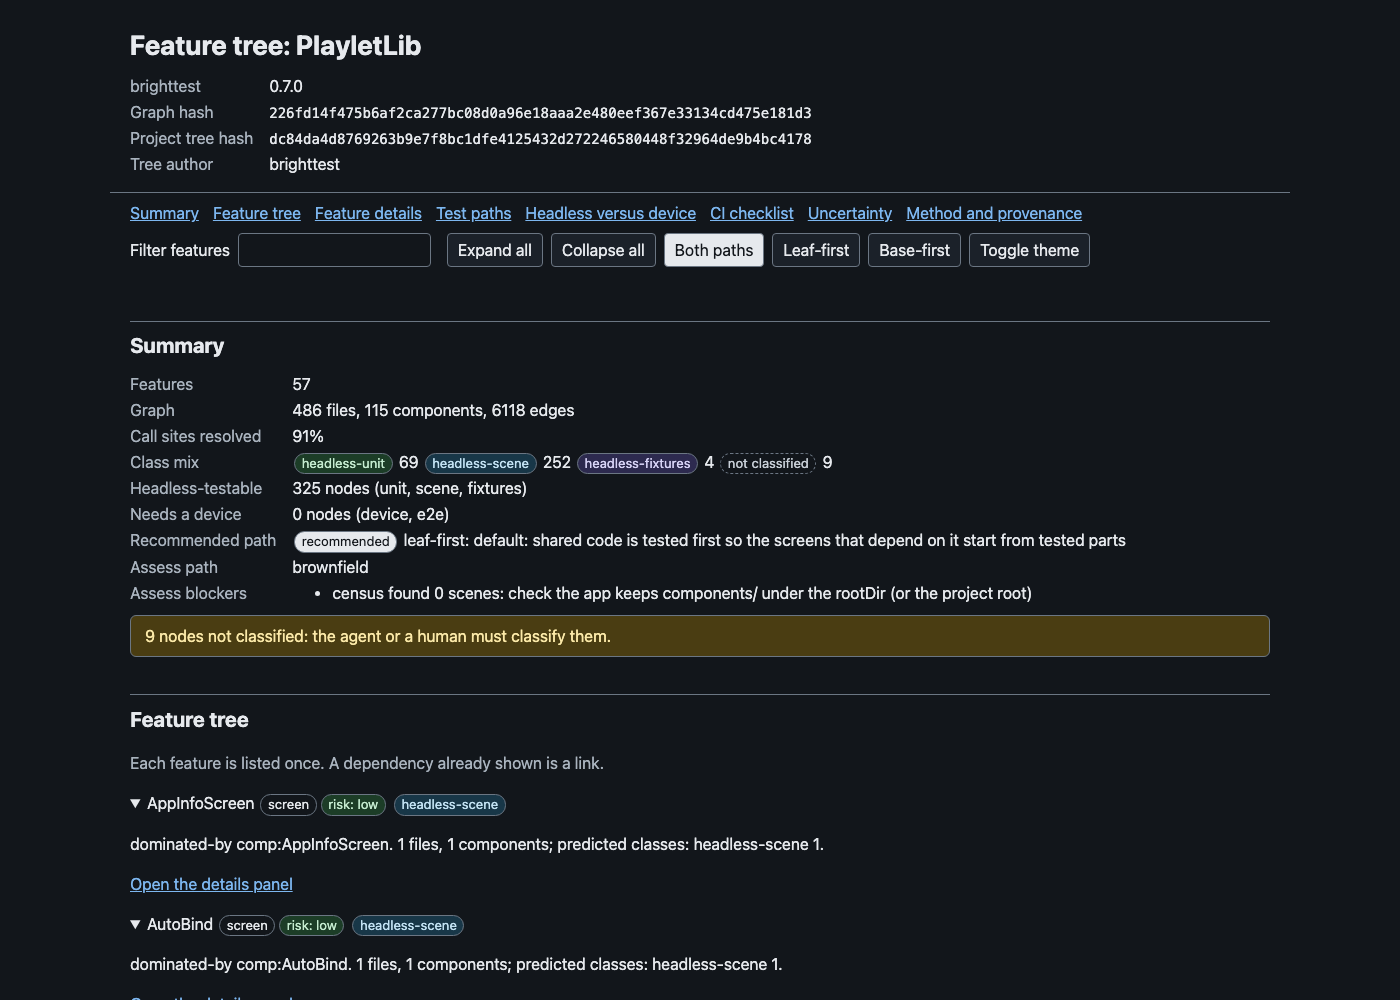 Feature tree: PlayletLib
brighttest 0.7.0
Graph hash 226fd14f475b6af2ca277bc08d0a96e18aaa2e480eef367e33134cd475e181d3
Project tree hash dc84da4d8769263b9e7f8bc1dfe4125432d272246580448f32964de9b4bc4178
Tree author brighttest
Summary Feature tree Feature details Test paths Headless versus device CI checklist Uncertainty Method and provenance
Filter features Expand all Collapse all Both paths Leaf-first Base-first Toggle theme
Summary
Features 57
Graph 486 files, 115 components, 6118 edges
Call sites resolved 91%
Class mix headless-unit 69 headless-scene 252 headless-fixtures 4 not classified 9
Headless-testable 325 nodes (unit, scene, fixtures)
Needs a device 0 nodes (device, e2e)
Recommended path recommended leaf-first: default: shared code is tested first so the screens that depend on it start from tested parts
Assess path brownfield
Assess blockers • census found 0 scenes: check the app keeps components/ under the rootDir (or the project root)
9 nodes not classified: the agent or a human must classify them.
Feature tree
Each feature is listed once. A dependency already shown is a link.
▼ AppInfoScreen screen risk: low headless-scene
dominated-by comp:AppInfoScreen. 1 files, 1 components; predicted classes: headless-scene 1.
Open the details panel
▼ AutoBind screen risk: low headless-scene
dominated-by comp:AutoBind. 1 files, 1 components; predicted classes: headless-scene 1.